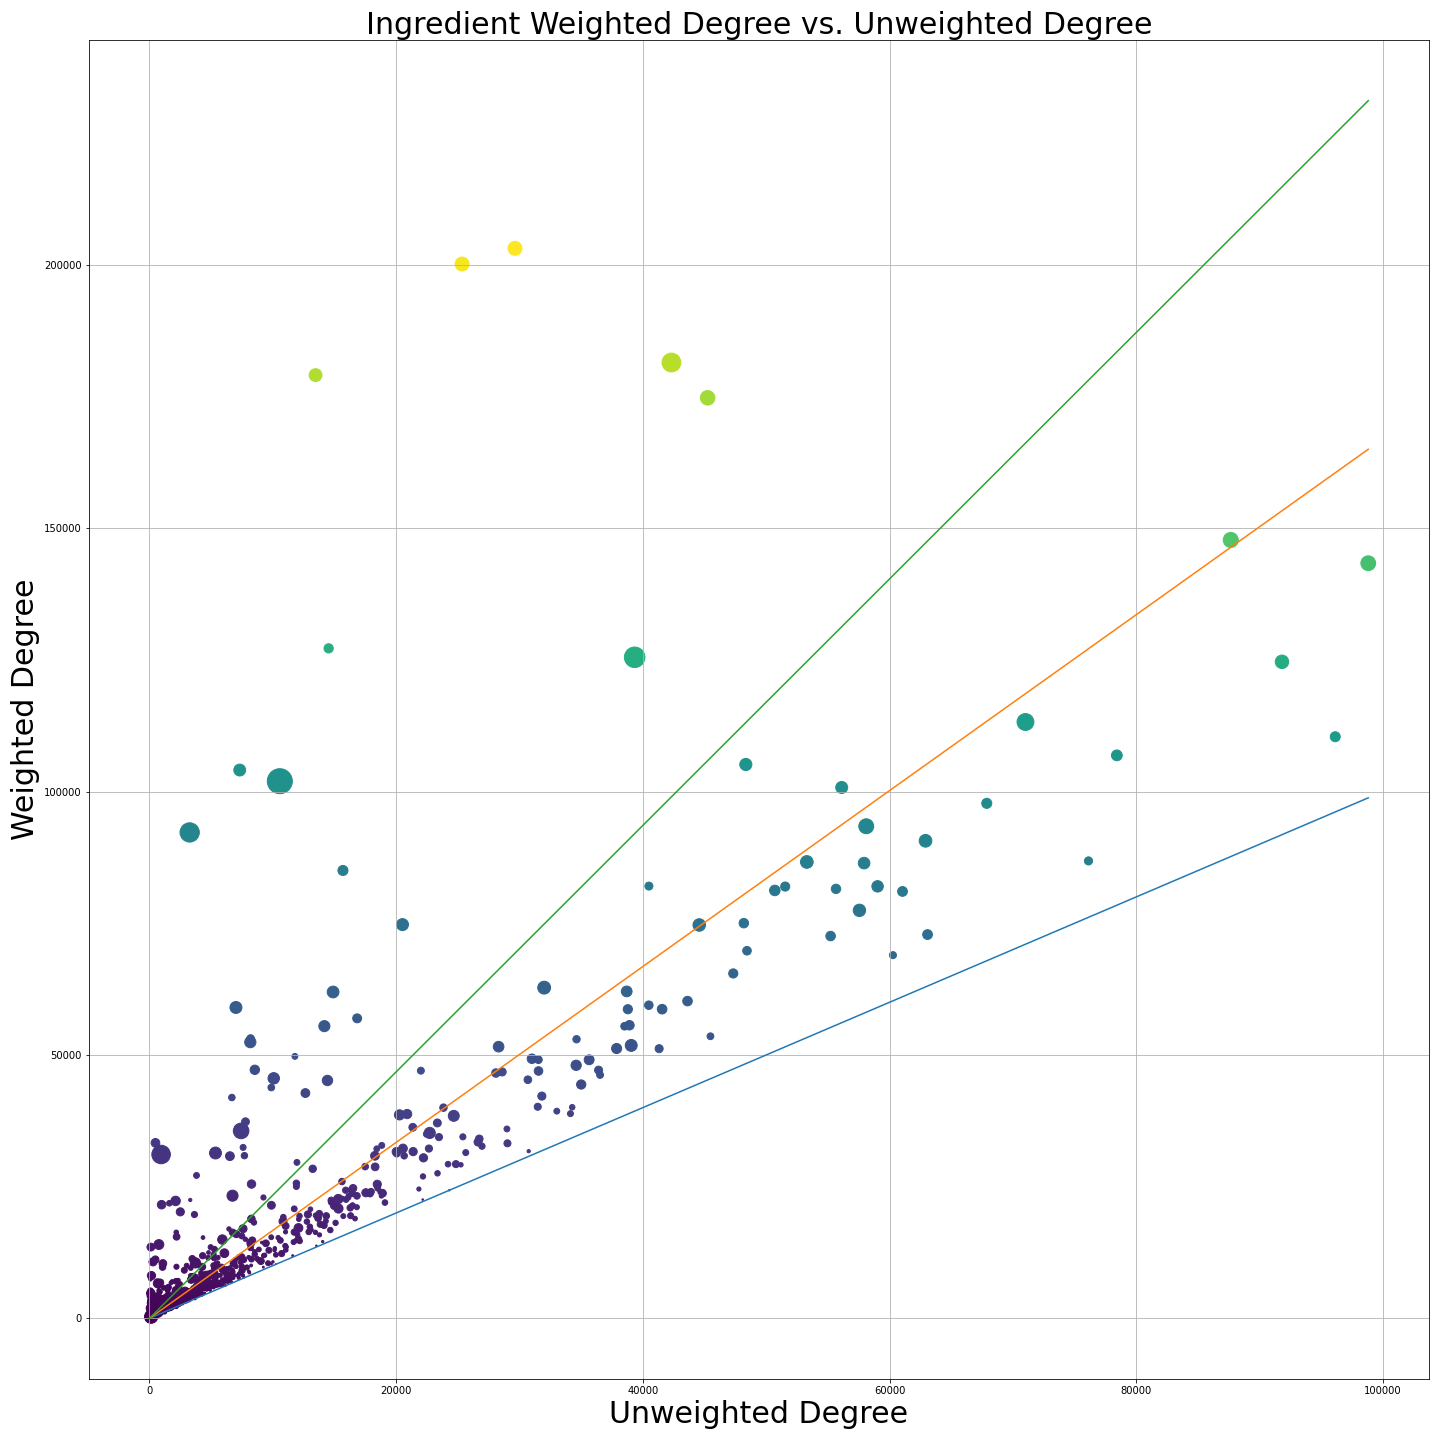 Ingredient Weighted Degree vs. Unweighted Degree
200000
150000
100000
50000
0
Weighted Degree
0 20000 40000 60000 80000 100000
Unweighted Degree